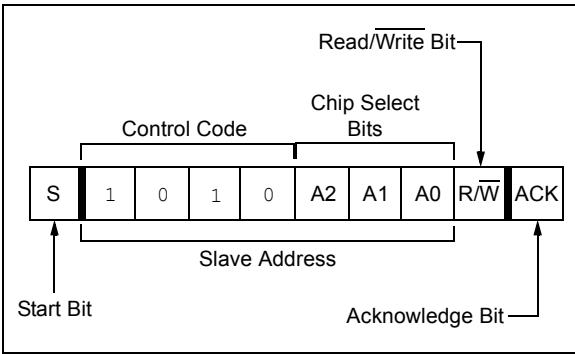 Read/Write Bit
Chip Select
Bits
Control Code
S 1 0 1 0 A2 A1 A0 R/W ACK
Slave Address
Start Bit
Acknowledge Bit